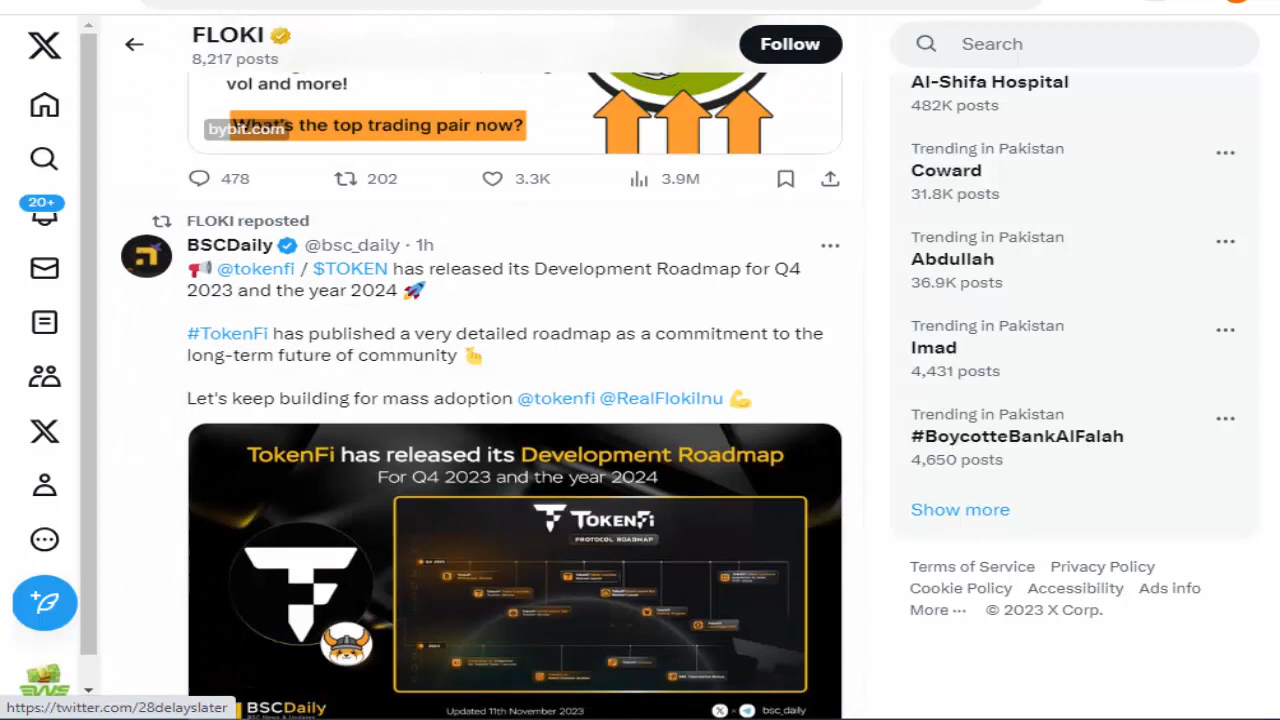 FLOKI
8,217 posts
Follow
Search
vol and more!
What's the top trading pair now?
bybit.com
478
202
3.3K
3.9M
FLOKI reposted
BSCDaily @bsc_daily · 1h
@tokenfi / $TOKEN has released its Development Roadmap for Q4
2023 and the year 2024
#TokenFi has published a very detailed roadmap as a commitment to the
long-term future of community
Let's keep building for mass adoption @tokenfi @RealFlokiInu
TokenFi has released its Development Roadmap
For Q4 2023 and the year 2024
TOKENFi
PROTOCOL ROADMAP
BSCDaily
BSC News & Updates
Updated 11th November 2023
bsc_daily
Al-Shifa Hospital
482K posts
Trending in Pakistan
Coward
31.8K posts
Trending in Pakistan
Abdullah
36.9K posts
Trending in Pakistan
Imad
4,431 posts
Trending in Pakistan
#BoycotteBankAlFalah
4,650 posts
Show more
Terms of Service Privacy Policy
Cookie Policy Accessibility Ads info
More ··· © 2023 X Corp.
20+
https://twitter.com/28delayslater